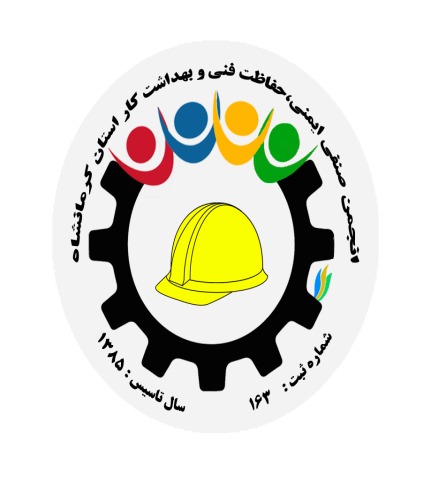 انجمن صنفی ایمنی،حفاظت فنی و بهداشت کار استان کرمانشاه
شماره ثبت : ۱۶۳
سال تاسیس : ۱۳۸۵